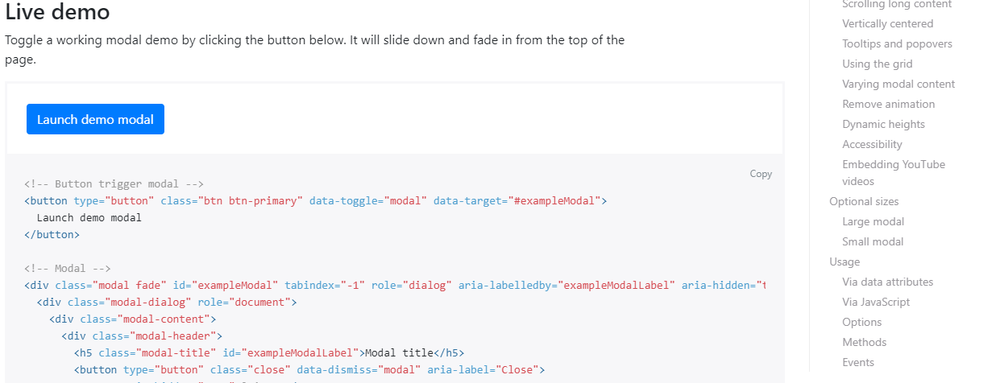 Live demo
Toggle a working modal demo by clicking the button below. It will slide down and fade in from the top of the
page.
Launch demo modal
Copy
<!-- Button trigger modal -->
<button type="button" class="btn btn-primary" data-toggle="modal" data-target="#exampleModal">
  Launch demo modal
</button>
<!-- Modal -->
<div class="modal fade" id="exampleModal" tabindex="-1" role="dialog" aria-labelledby="exampleModalLabel" aria-hidden="t
  <div class="modal-dialog" role="document">
    <div class="modal-content">
      <div class="modal-header">
        <h5 class="modal-title" id="exampleModalLabel">Modal title</h5>
        <button type="button" class="close" data-dismiss="modal" aria-label="Close">
Scrolling long content
Vertically centered
Tooltips and popovers
Using the grid
Varying modal content
Remove animation
Dynamic heights
Accessibility
Embedding YouTube
videos
Optional sizes
Large modal
Small modal
Usage
Via data attributes
Via JavaScript
Options
Methods
Events